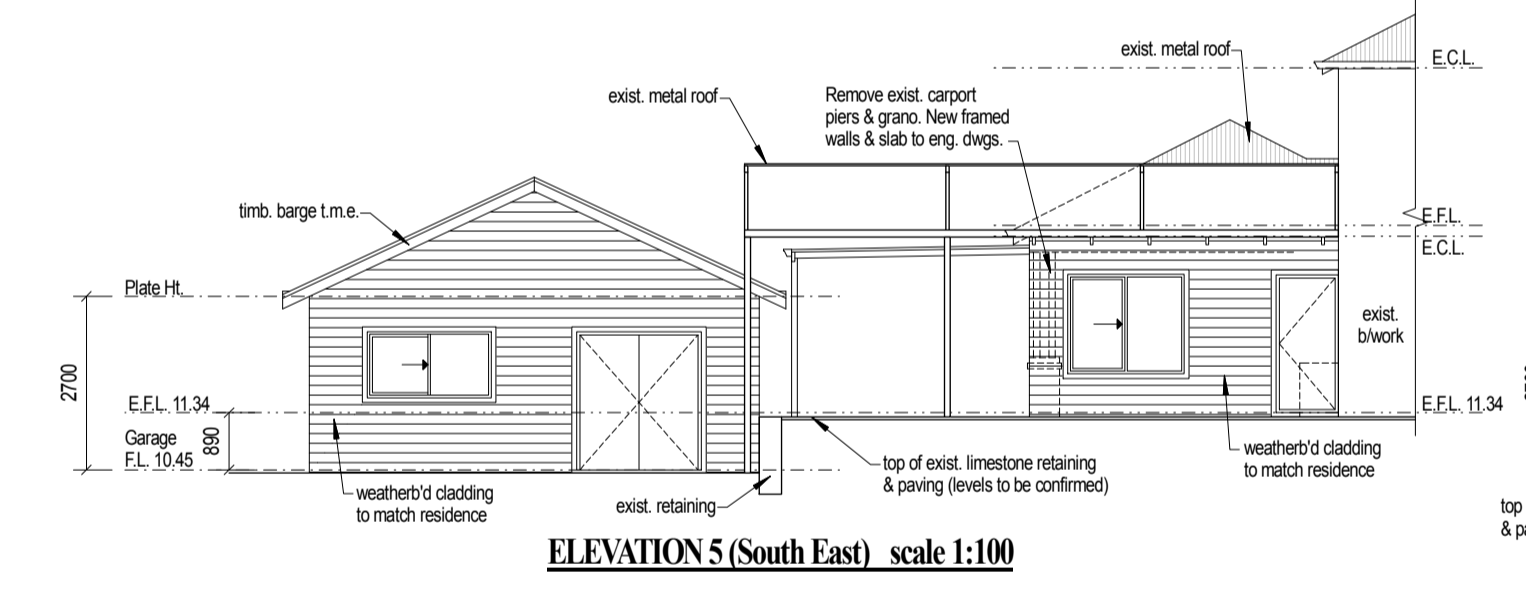 exist. metal roof
E.C.L.
exist. metal roof
Remove exist. carport
piers & grano. New framed
walls & slab to eng. dwgs.
timb. barge t.m.e.
E.F.L.
E.C.L.
Plate Ht.
exist.
b/work
2700
E.F.L. 11.34
E.F.L. 11.34
Garage
F.L. 10.45
890
weatherb'd cladding
to match residence
top of exist. limestone retaining
& paving (levels to be confirmed)
weatherb'd cladding
to match residence
exist. retaining
top
ELEVATION 5 (South East) scale 1:100